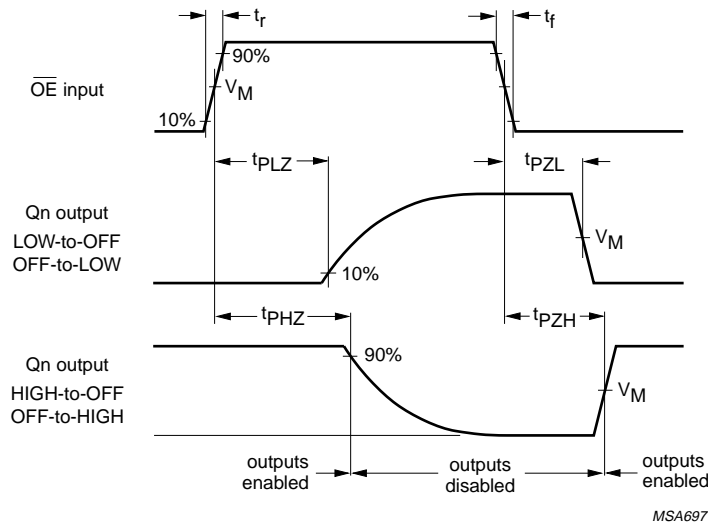 tr
tf
90%
OE input
VM
10%
tPLZ
tPZL
Qn output
LOW-to-OFF
OFF-to-LOW
VM
10%
tPHZ
tPZH
Qn output
HIGH-to-OFF
OFF-to-HIGH
90%
VM
outputs
enabled
outputs
disabled
outputs
enabled
MSA697